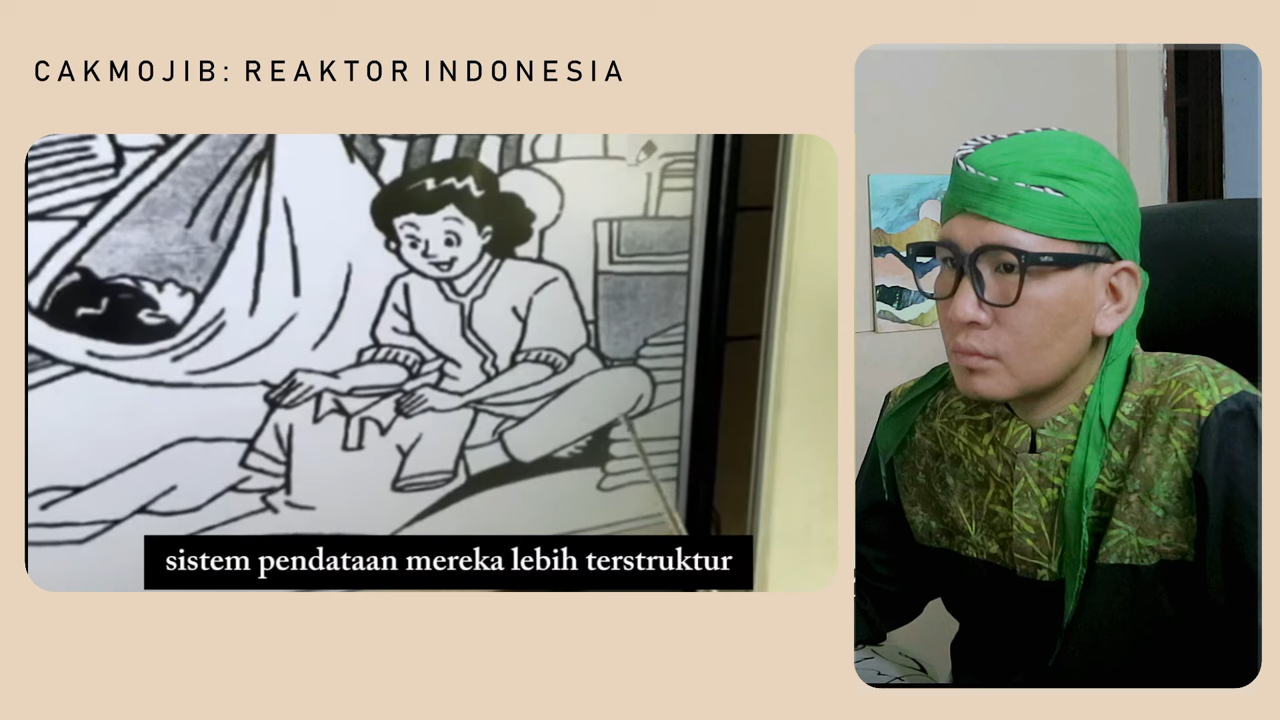 CAKMOJIB: REAKTOR INDONESIA
sistem pendataan mereka lebih terstruktur